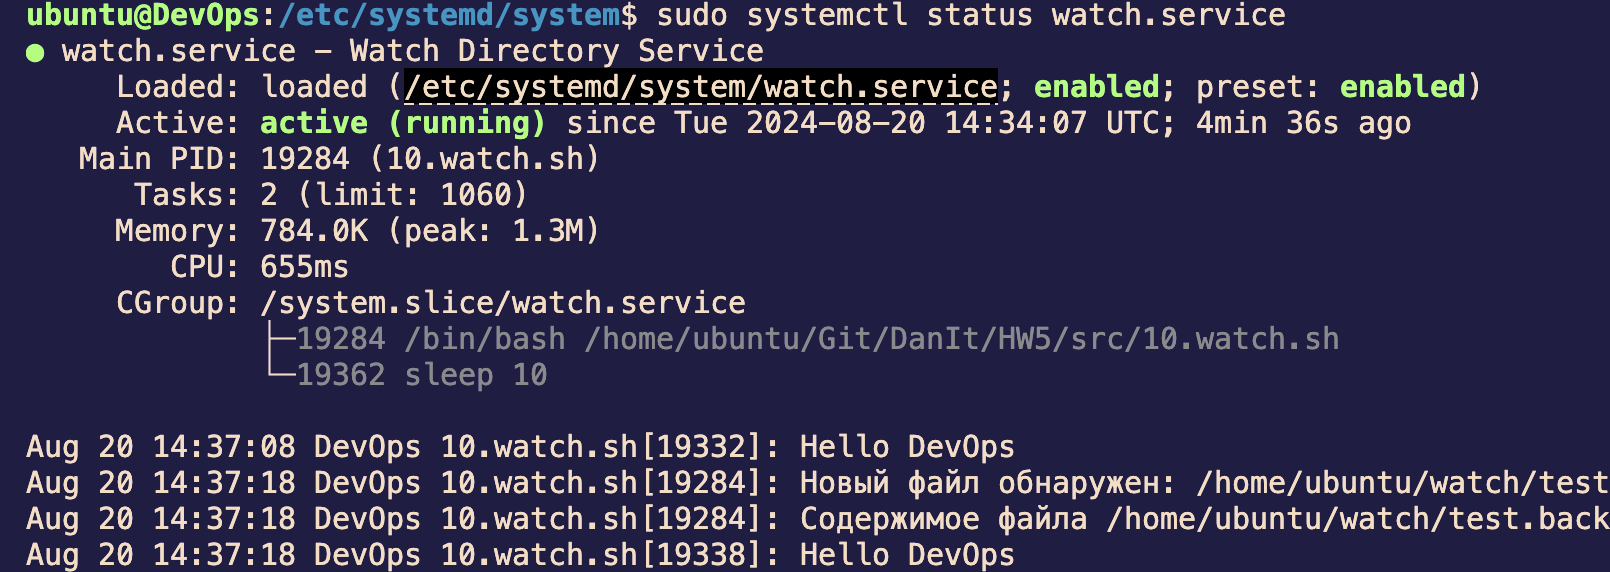 ubuntu@DevOps:/etc/systemd/system$ sudo systemctl status watch.service
● watch.service – Watch Directory Service
Loaded: loaded (/etc/systemd/system/watch.service; enabled; preset: enabled)
Active: active (running) since Tue 2024-08-20 14:34:07 UTC; 4min 36s ago
Main PID: 19284 (10.watch.sh)
Tasks: 2 (limit: 1060)
Memory: 784.0K (peak: 1.3M)
CPU: 655ms
CGroup: /system.slice/watch.service
├─19284 /bin/bash /home/ubuntu/Git/DanIt/HW5/src/10.watch.sh
└─19362 sleep 10
Aug 20 14:37:08 DevOps 10.watch.sh[19332]: Hello DevOps
Aug 20 14:37:18 DevOps 10.watch.sh[19284]: Новый файл обнаружен: /home/ubuntu/watch/test
Aug 20 14:37:18 DevOps 10.watch.sh[19284]: Содержимое файла /home/ubuntu/watch/test.back
Aug 20 14:37:18 DevOps 10.watch.sh[19338]: Hello DevOps